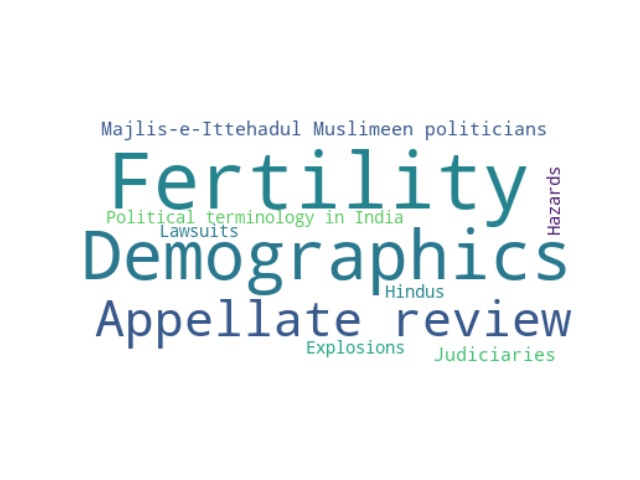 Majlis-e-Ittehadul Muslimeen politicians
Fertility
Hazards
Political terminology in India
Lawsuits
Demographics
Hindus
Appellate review
Explosions
Judiciaries